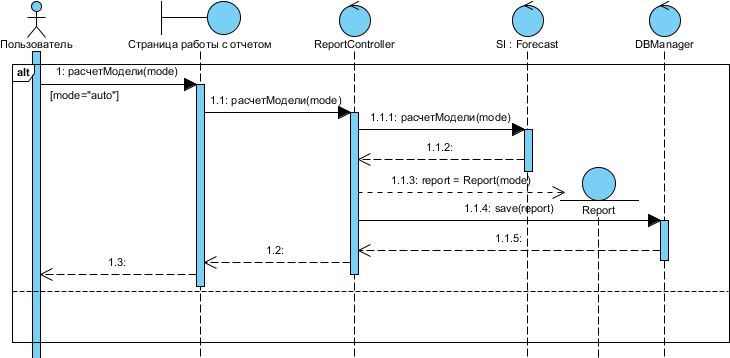 Пользователь
Страница работы с отчетом
ReportController
SI : Forecast
DBManager
alt
1: расчетМодели(mode)
[mode="auto"]
1.1: расчетМодели(mode)
1.1.1: расчетМодели(mode)
1.1.2:
1.1.3: report = Report(mode)
Report
1.1.4: save(report)
1.1.5:
1.2:
1.3: